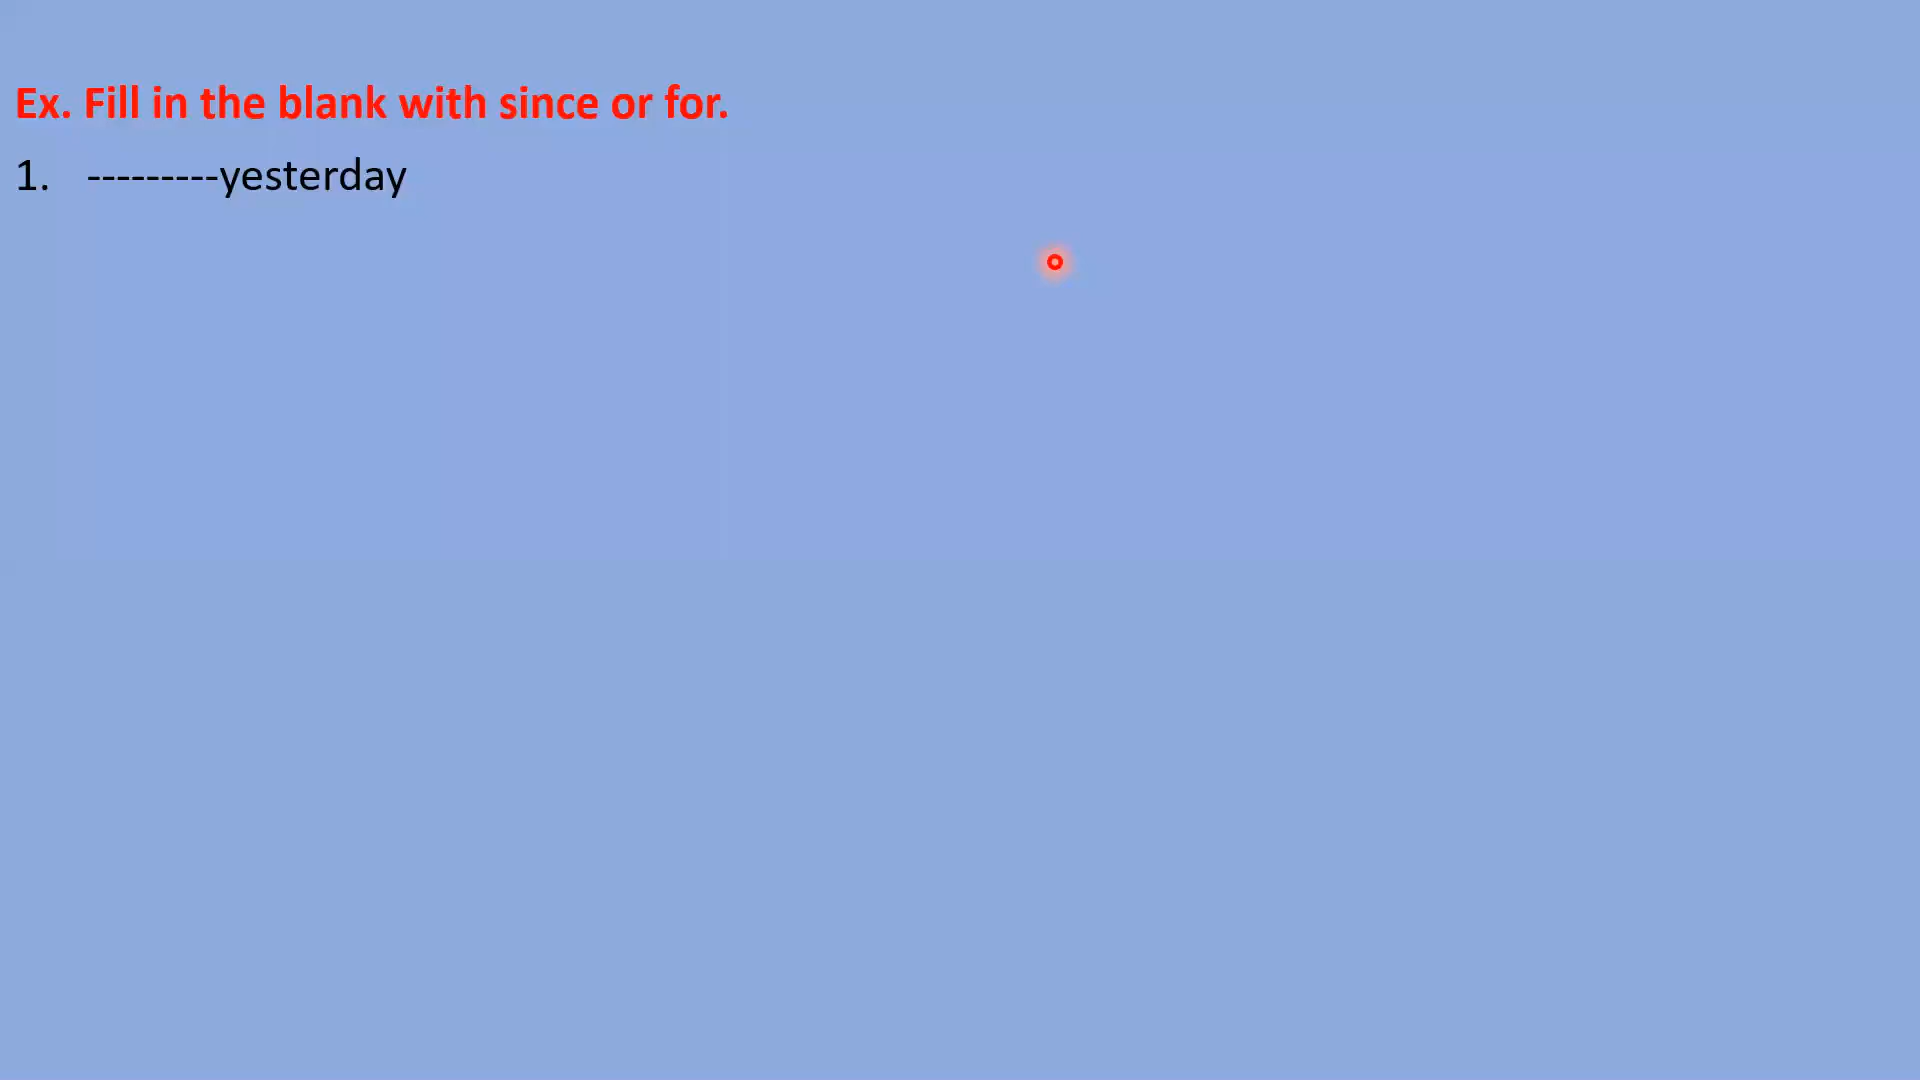 Ex. Fill in the blank with since or for.
1. ---------yesterday